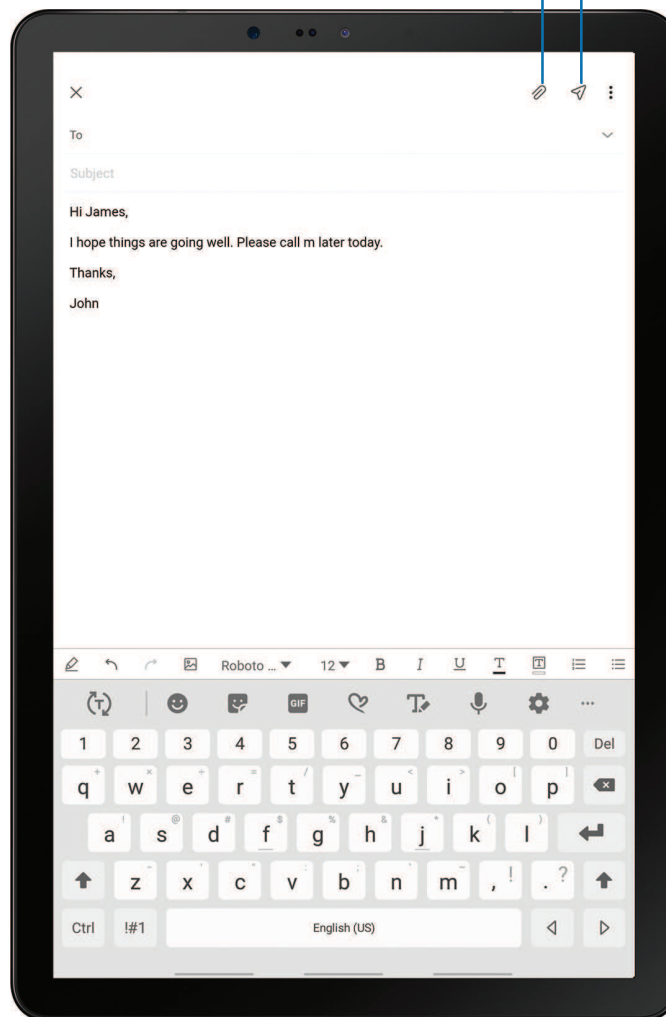 To
Subject
Hi James,
I hope things are going well. Please call m later today.
Thanks,
John
Roboto ... 12 B I U T T
T GIF T
1 2 3 4 5 6 7 8 9 0 Del
q + w × e ÷ r = t / y _ u < i > o [ p ]
a ! s @ d # f $ g % h & j * k ( l )
z - x ' c " v : b ; n ' m ~ , ! . ?
Ctrl !#1 English (US)